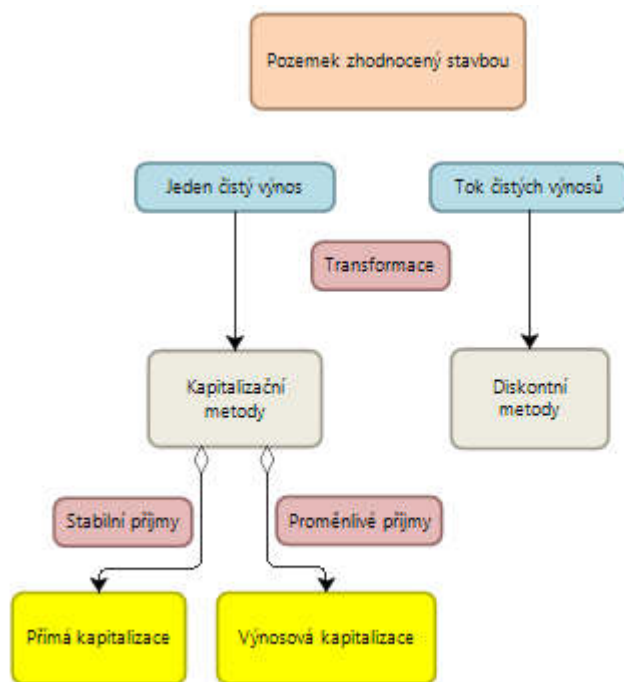 Pozemek zhodnocený stavbou
Jeden čistý výnos
Tok čistých výnosů
Transformace
Kapitalizační
metody
Diskontní
metody
Stabilní příjmy
Proměnlivé příjmy
Přímá kapitalizace
Výnosová kapitalizace